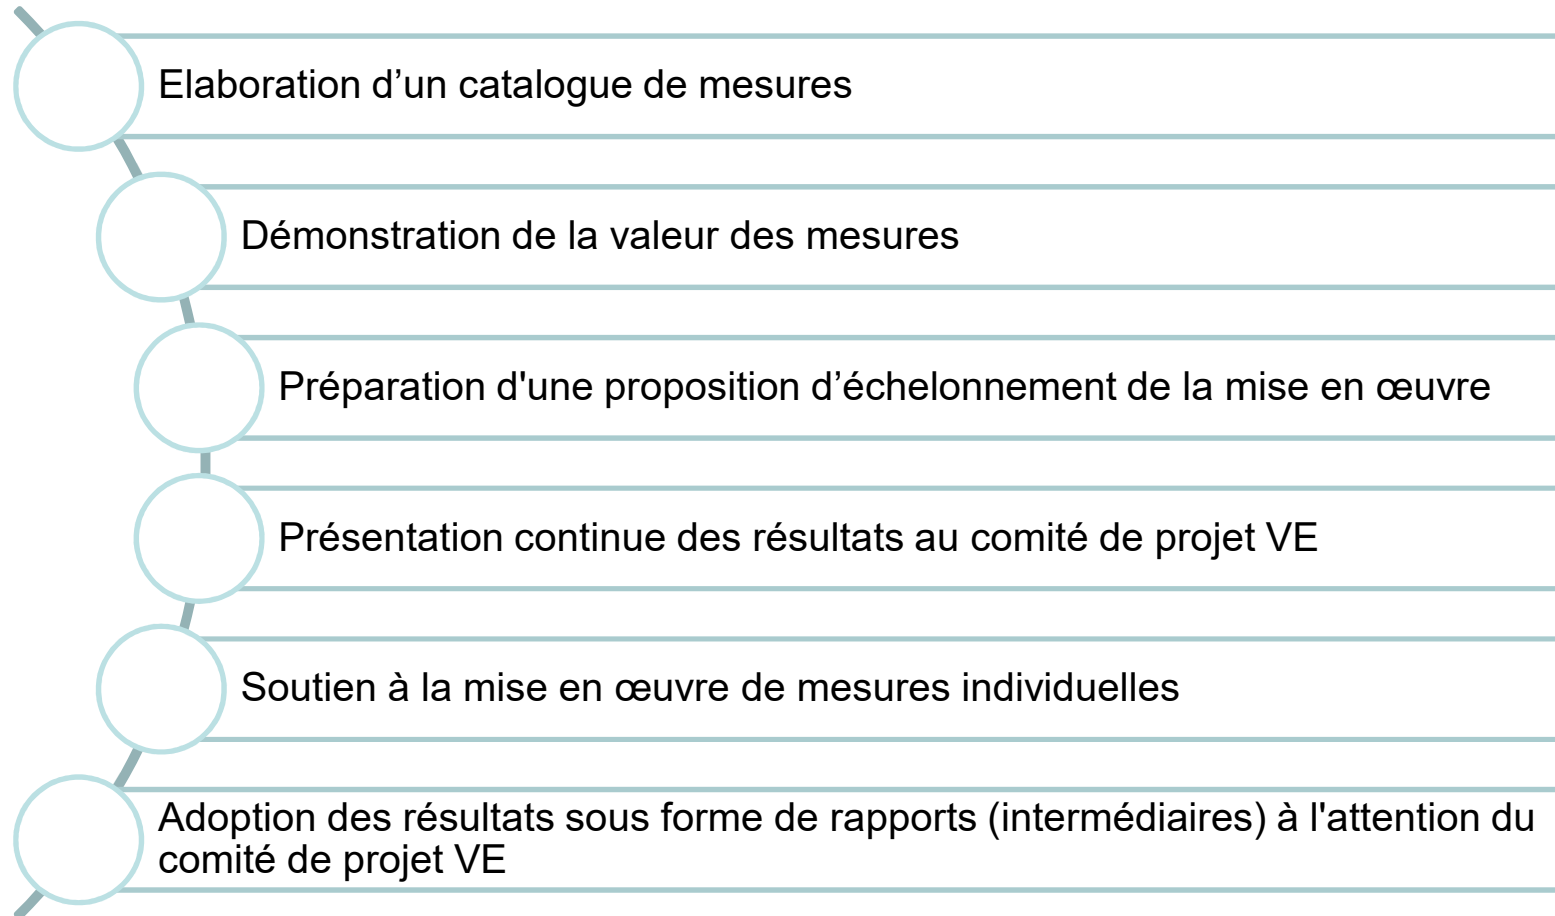 Elaboration d’un catalogue de mesures
Démonstration de la valeur des mesures
Préparation d'une proposition d’échelonnement de la mise en œuvre
Présentation continue des résultats au comité de projet VE
Soutien à la mise en œuvre de mesures individuelles
Adoption des résultats sous forme de rapports (intermédiaires) à l'attention du
comité de projet VE